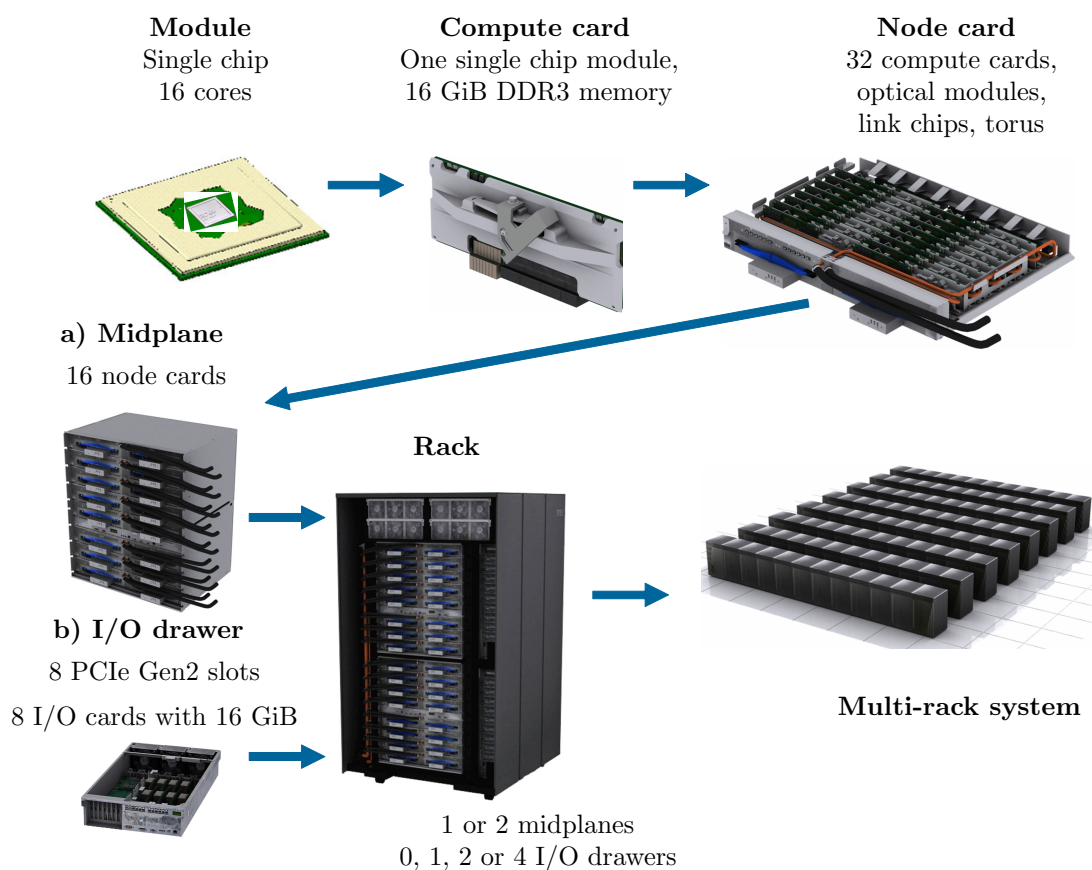 Module
Single chip
16 cores
Compute card
One single chip module,
16 GiB DDR3 memory
Node card
32 compute cards,
optical modules,
link chips, torus
a) Midplane
16 node cards
Rack
b) I/O drawer
8 PCIe Gen2 slots
8 I/O cards with 16 GiB
Multi-rack system
1 or 2 midplanes
0, 1, 2 or 4 I/O drawers